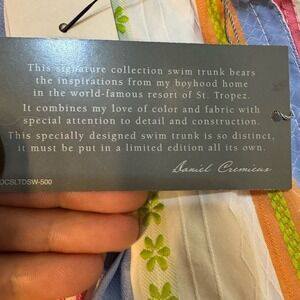 This signature collection swim trunk bears
the inspirations from my boyhood home
in the world-famous resort of St. Tropez.
It combines my love of color and fabric with
special attention to detail and construction.
This specially designed swim trunk is so distinct,
it must be put in a limited edition all its own.
Daniel Cremieux
DCSLTDSW-500